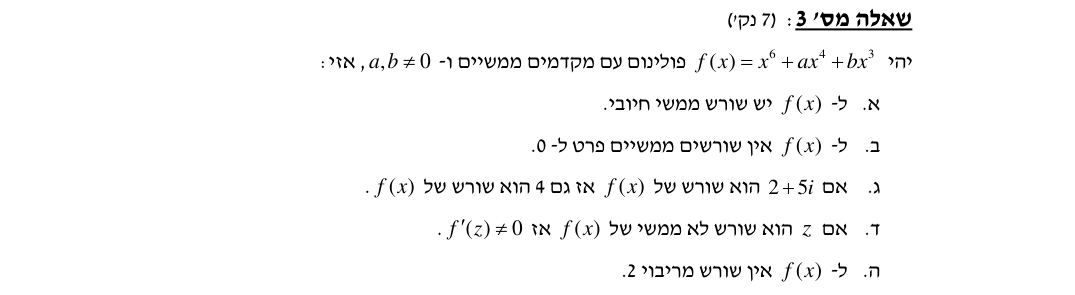 שאלה מס׳ 3 : (7 נק׳)
יהי f(x) = x⁶ + ax⁴ + bx³ פולינום עם מקדמים ממשיים ו- a,b ≠ 0 , אזי :
א. ל- f(x) יש שורש ממשי חיובי.
ב. ל- f(x) אין שורשים ממשיים פרט ל- 0.
ג. אם 2+5i הוא שורש של f(x) אז גם 4 הוא שורש של f(x) .
ד. אם z הוא שורש לא ממשי של f(x) אז f′(z) ≠ 0 .
ה. ל- f(x) אין שורש מריבוי 2.